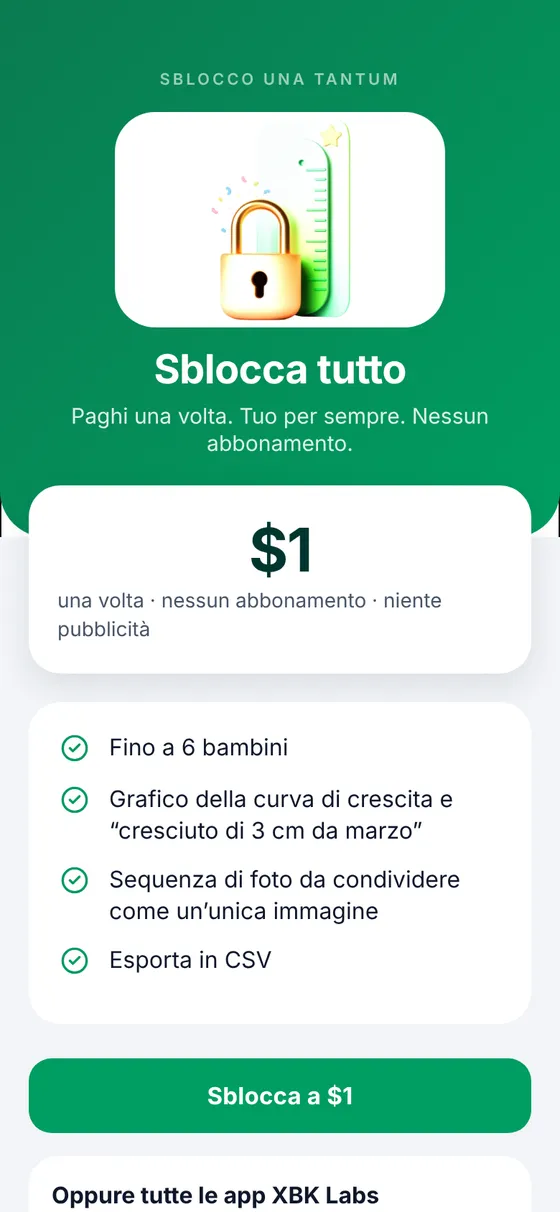 SBLOCCO UNA TANTUM
Sblocca tutto
Paghi una volta. Tuo per sempre. Nessun
abbonamento.
$1
una volta · nessun abbonamento · niente
pubblicità
Fino a 6 bambini
Grafico della curva di crescita e
“cresciuto di 3 cm da marzo”
Sequenza di foto da condividere
come un’unica immagine
Esporta in CSV
Sblocca a $1
Oppure tutte le app XBK Labs